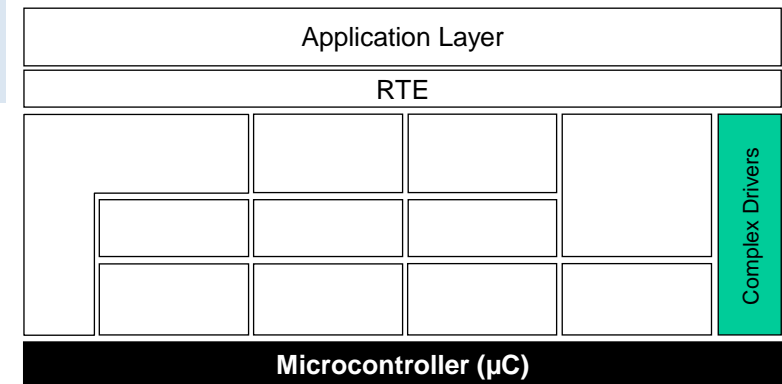 Application Layer
RTE
Complex Drivers
Microcontroller (µC)